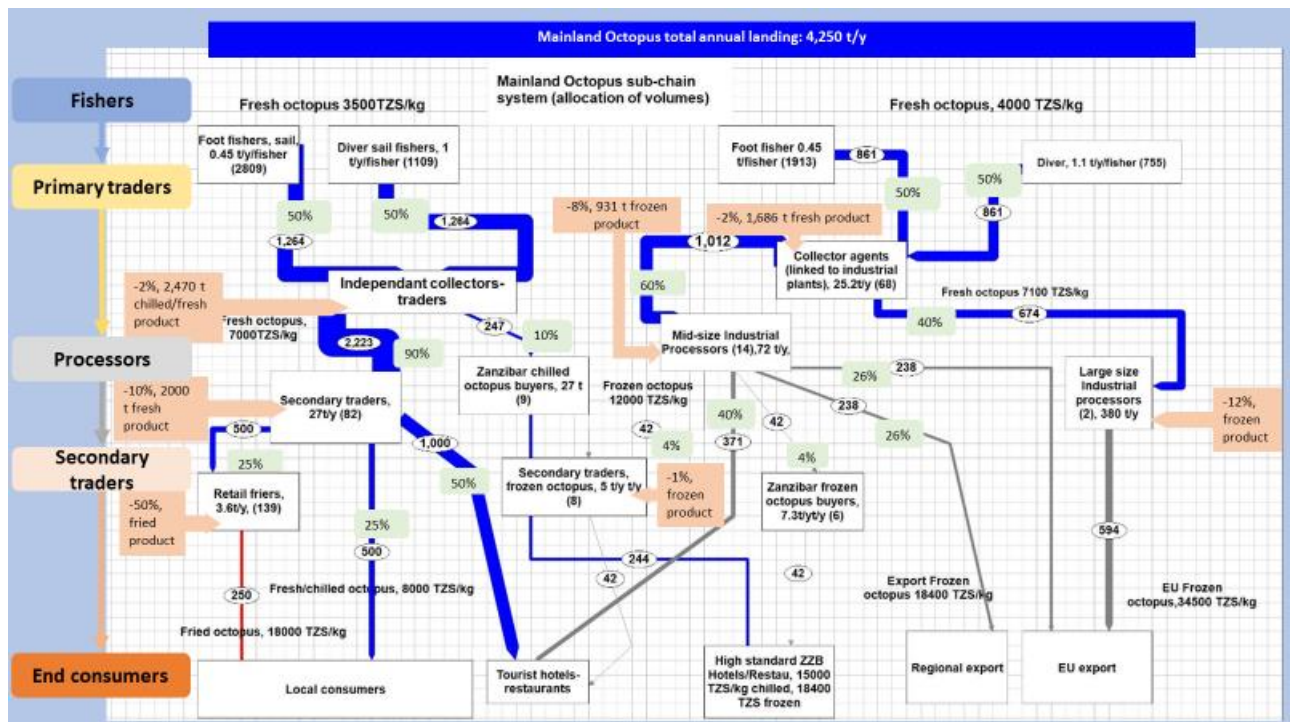 Mainland Octopus total annual landing: 4,250 t/y
Mainland Octopus sub-chain
system (allocation of volumes)
Fishers
Fresh octopus 3500TZS/kg
Fresh octopus, 4000 TZS/kg
Foot fishers, sail,
0.45 t/y/fisher
(2809)
Diver sail fishers, 1
t/y/fisher (1109)
Foot fisher 0.45
t/fisher (1913)
861
Diver, 1.1 t/y/fisher (755)
Primary traders
50%
50%
50%
50%
-8%, 931 t frozen
product
-2%, 1,686 t fresh product
1,264
1,264
861
1,012
Collector agents
(linked to industrial
plants), 25.2t/y (68)
Independant collectors-
traders
-2%, 2,470 t
chilled/fresh
product
60%
Fresh octopus 7100 TZS/kg
Fresh octopus,
7000TZS/kg
247
10%
40%
674
2,223
90%
Mid-size Industrial
Processors (14),72 t/y,
Processors
Zanzibar chilled
octopus buyers, 27 t
(9)
Frozen octopus
12000 TZS/kg
26%
238
Large size
Industrial
processors
(2), 380 t/y
-10%, 2000
t fresh
product
Secondary traders,
27t/y (82)
40%
238
-12%,
frozen
product
500
1,000
42
371
42
26%
Secondary
traders
25%
50%
4%
4%
Retail friers,
3.6t/y, (139)
Secondary traders,
frozen octopus, 5 t/y t/y
(8)
-1%,
frozen
product
Zanzibar frozen
octopus buyers,
7.3t/yt/y (6)
-50%,
fried
product
25%
500
594
244
42
42
250
Fresh/chilled octopus, 8000 TZS/kg
Export Frozen
octopus 18400 TZS/kg
EU Frozen
octopus,34500 TZS/kg
Fried octopus, 18000 TZS/kg
End consumers
Local consumers
Tourist hotels-
restaurants
High standard ZZB
Hotels/Restau, 15000
TZS/kg chilled, 18400
TZS frozen
Regional export
EU export